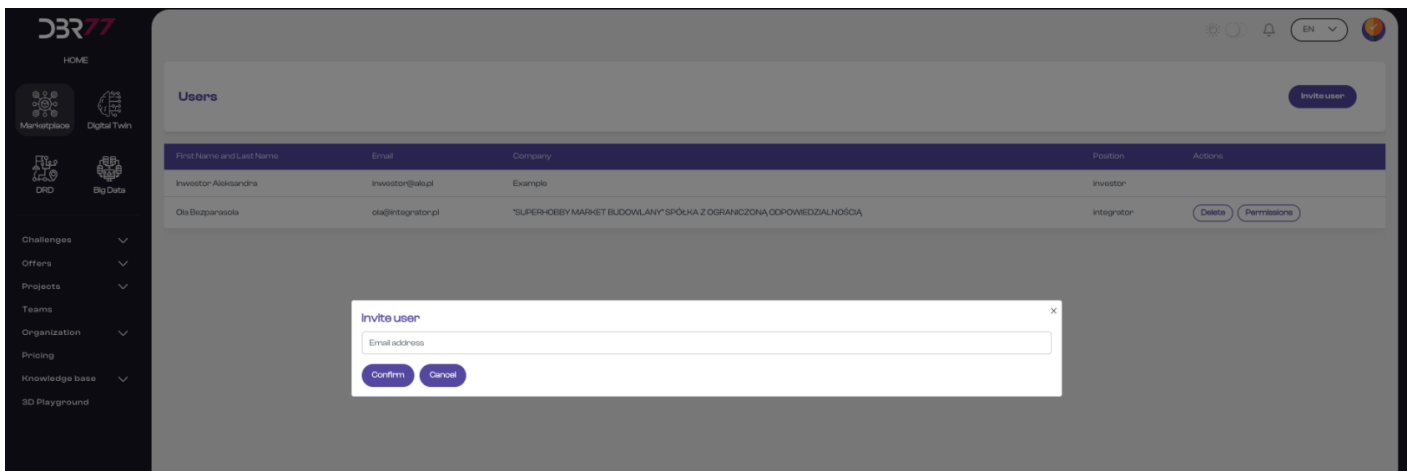 DBR77
HOME
EN
Marketplace
Digital Twin
DRD
Big Data
Challenges
Offers
Projects
Teams
Organization
Pricing
Knowledge base
3D Playground
Users
Invite user
First Name and Last Name Email Company Position Actions
Inwestor Aleksandra inwestor@ola.pl Example investor
Ola Bezparasola ola@integrator.pl "SUPERHOBBY MARKET BUDOWLANY" SPÓŁKA Z OGRANICZONĄ ODPOWIEDZIALNOŚCIĄ integrator Delete Permissions
Invite user
Email address
Confirm Cancel